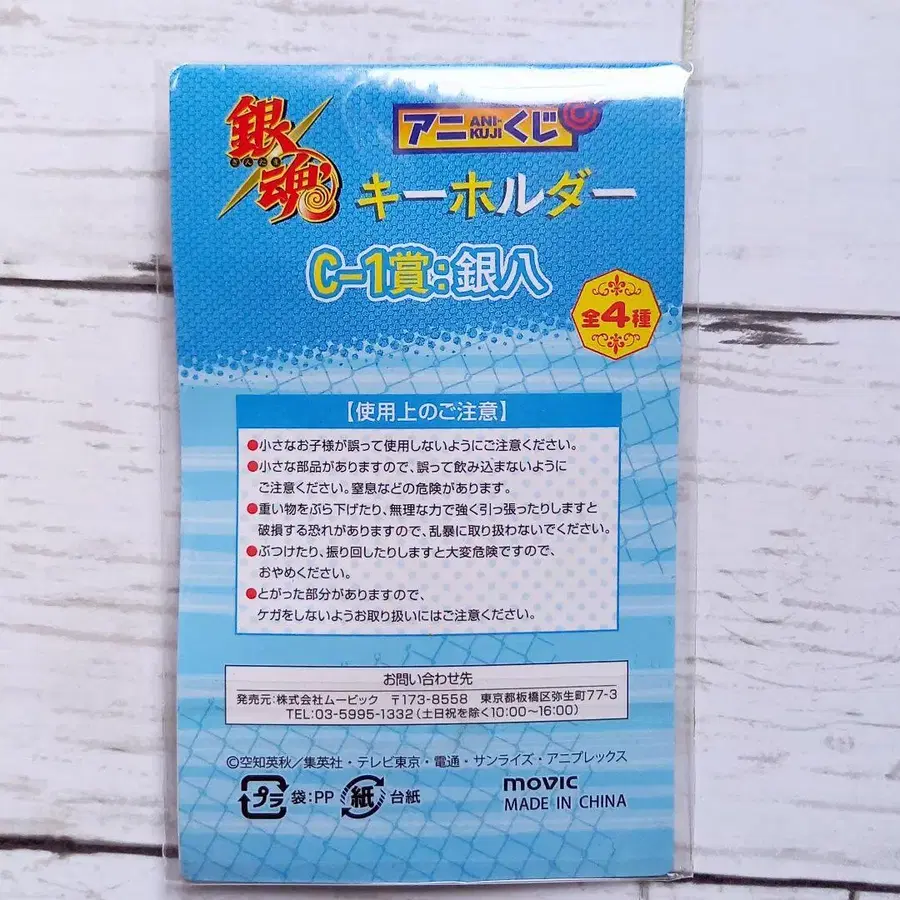 銀魂
ぎんたま
アニ ANI-KUJI くじ
キーホルダー
C-1賞:銀八
全4種
【使用上のご注意】
●小さなお子様が誤って使用しないようにご注意ください。
●小さな部品がありますので、誤って飲み込まないように
ご注意ください。窒息などの危険があります。
●重い物をぶら下げたり、無理な力で強く引っ張ったりしますと
破損する恐れがありますので、乱暴に取り扱わないでください。
●ぶつけたり、振り回したりしますと大変危険ですので、
おやめください。
●とがった部分がありますので、
ケガをしないようお取り扱いにはご注意ください。
お問い合わせ先
発売元:株式会社ムービック 〒173-8558 東京都板橋区弥生町77-3
TEL:03-5995-1332(土日祝を除く10:00~16:00)
©空知英秋/集英社・テレビ東京・電通・サンライズ・アニプレックス
プラ 袋:PP 紙 台紙
movic
MADE IN CHINA